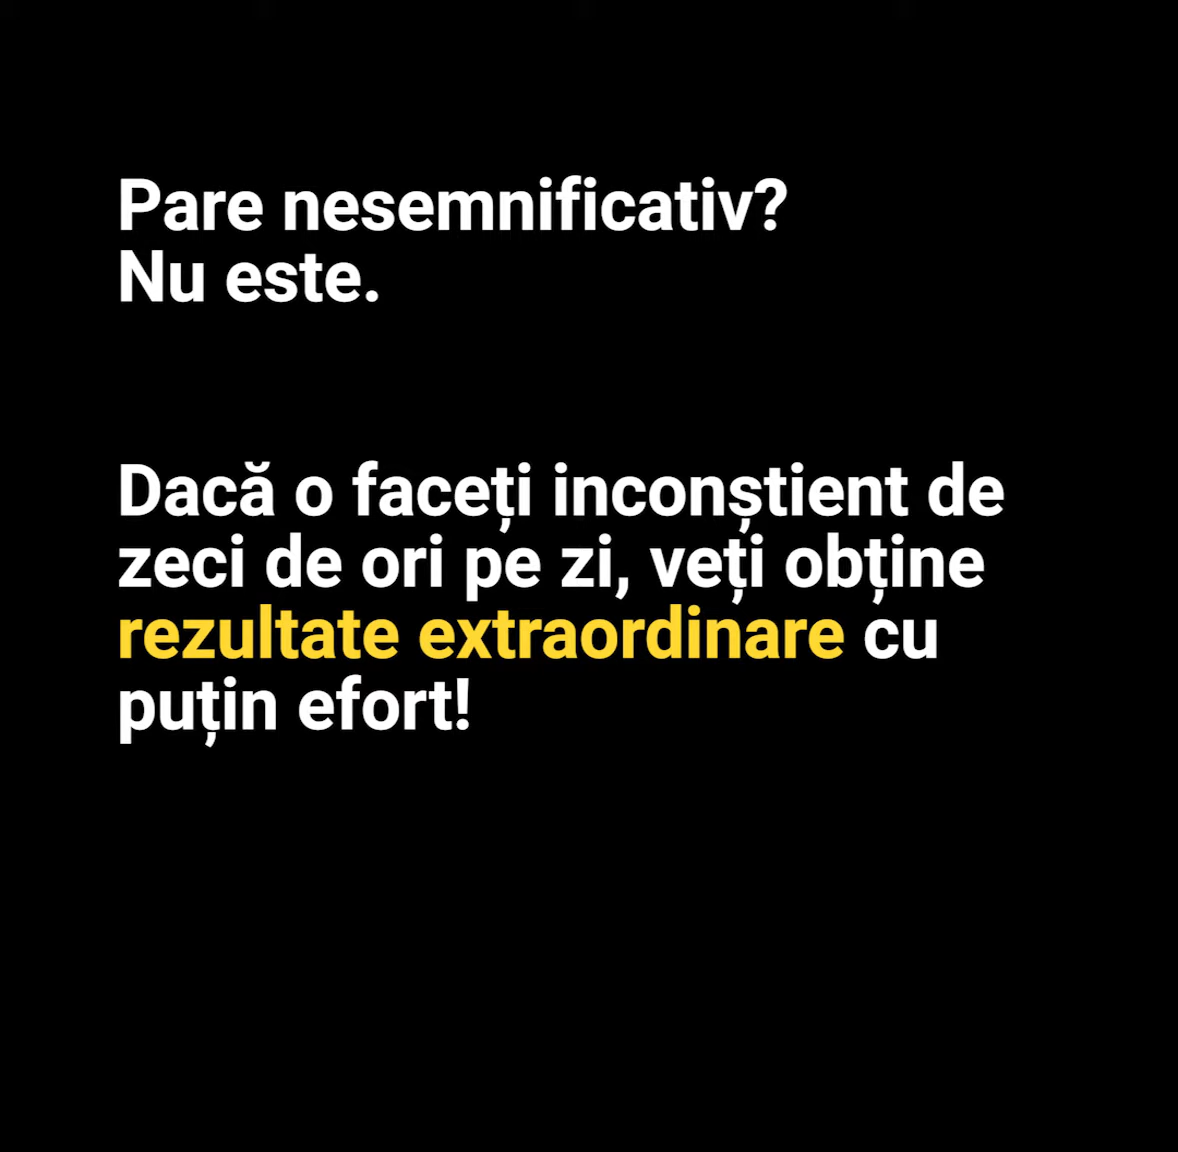 Pare nesemnificativ?
Nu este.
Dacă o faceți inconștient de
zeci de ori pe zi, veți obține
rezultate extraordinare cu
puțin efort!